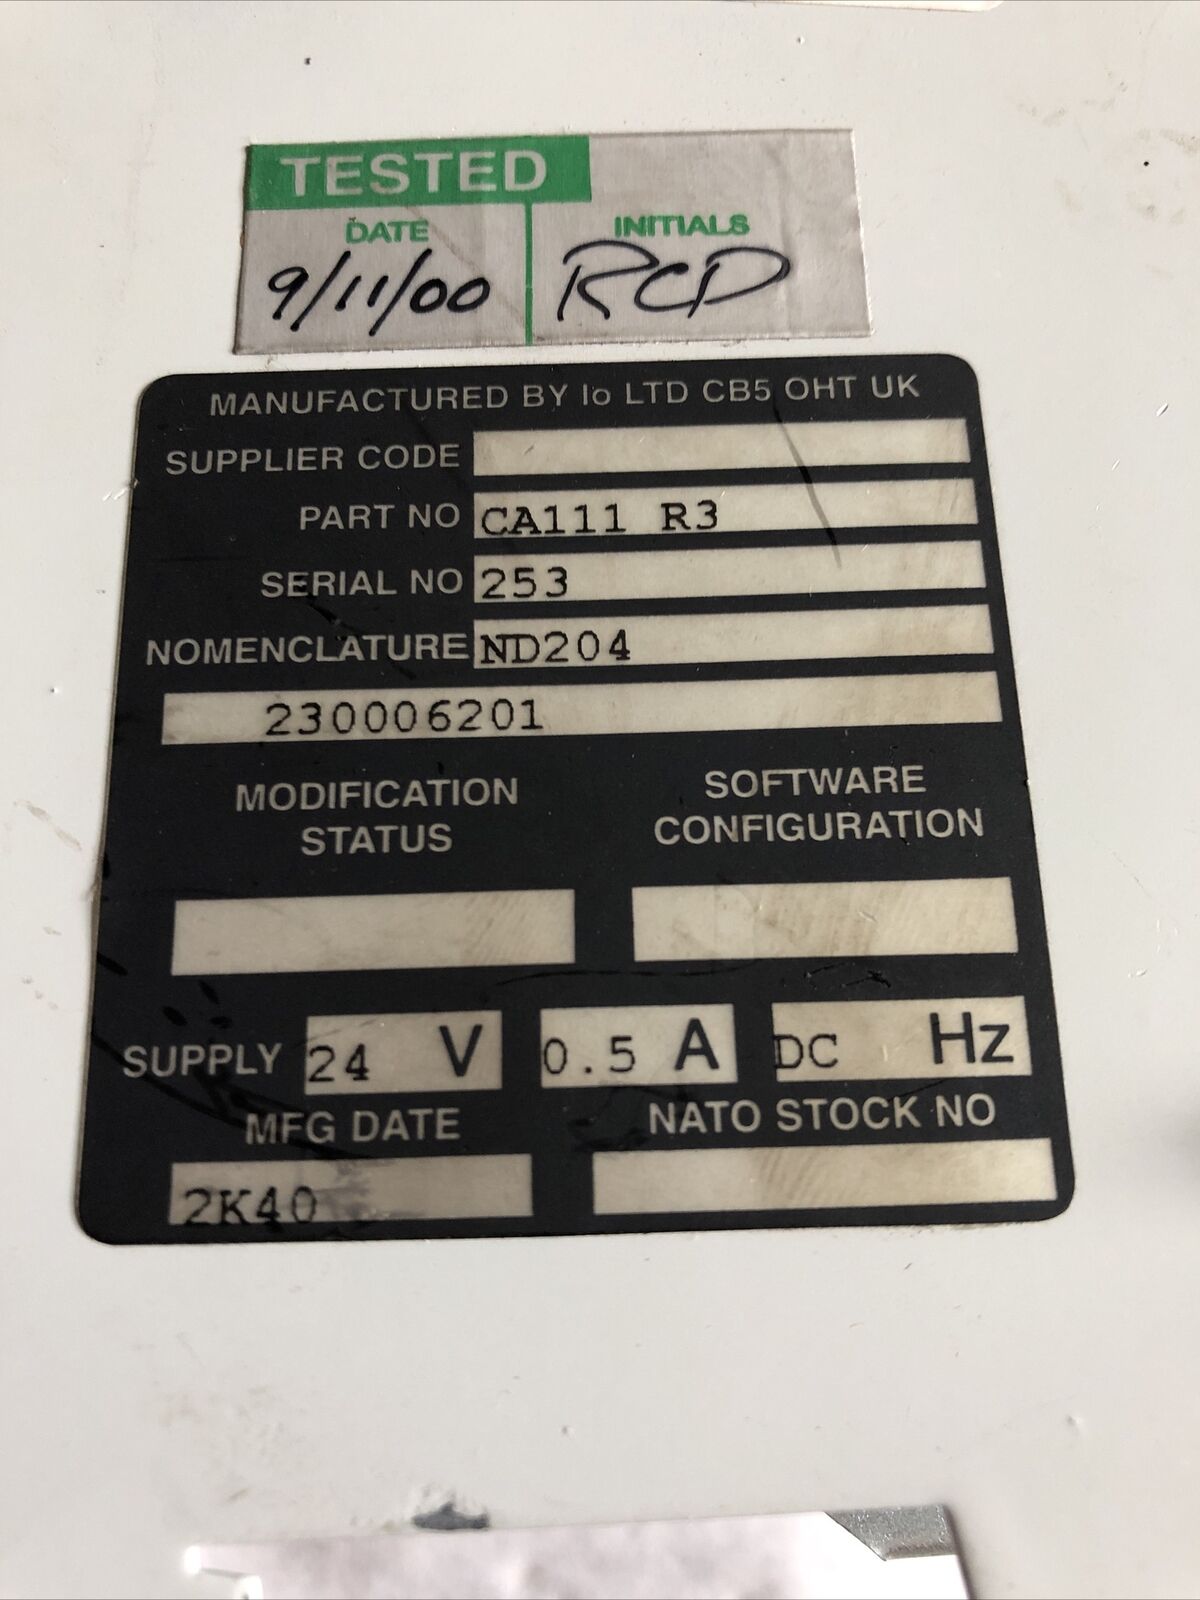 TESTED
DATE INITIALS
9/11/00 RCD
MANUFACTURED BY Io LTD CB5 OHT UK
SUPPLIER CODE
PART NO CA111 R3
SERIAL NO 253
NOMENCLATURE ND204
230006201
MODIFICATION STATUS
SOFTWARE CONFIGURATION
SUPPLY 24 V 0.5 A DC Hz
MFG DATE NATO STOCK NO
2K40